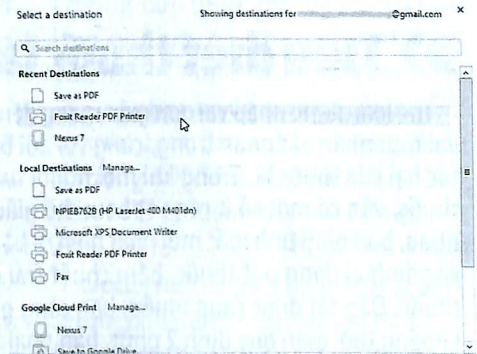 Select a destination
Showing destinations for @gmail.com
Search destinations
Recent Destinations
Save as PDF
Foxit Reader PDF Printer
Nexus 7
Local Destinations Manage...
Save as PDF
(HP LaserJet 400 M401dn)
Microsoft XPS Document Writer
Foxit Reader PDF Printer
Fax
Google Cloud Print Manage...
Nexus 7
Save to Google Drive